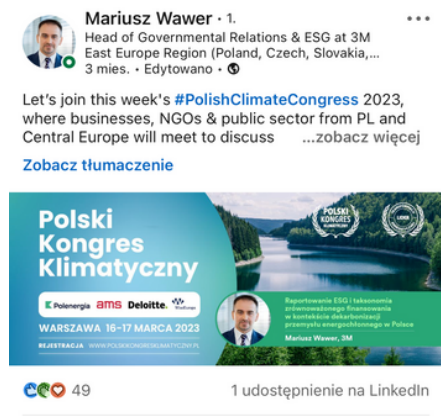 Mariusz Wawer • 1.
Head of Governmental Relations & ESG at 3M
East Europe Region (Poland, Czech, Slovakia,...
3 mies. • Edytowano •
Let's join this week's #PolishClimateCongress 2023,
where businesses, NGOs & public sector from PL and
Central Europe will meet to discuss ...zobacz więcej
Zobacz tłumaczenie
Polski
Kongres
Klimatyczny
POLSKI
KONGRES
KLIMATYCZNY
Polenergia ams Deloitte.
WARSZAWA 16-17 MARCA 2023
REJESTRACJA WWW.POLSKIKONGRESKLIMATYCZNY.PL
Raportowanie ESG i taksonomia
zrównoważonego finansowania
w kontekście dekarbonizacji
przemysłu energochłonnego w Polsce
Mariusz Wawer, 3M
49
1 udostępnienie na LinkedIn